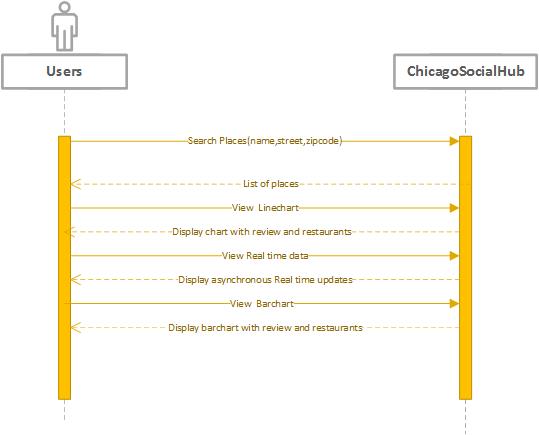 Users
ChicagoSocialHub
Search Places(name,street,zipcode)
List of places
View Linechart
Display chart with review and restaurants
View Real time data
Display asynchronous Real time updates
View Barchart
Display barchart with review and restaurants